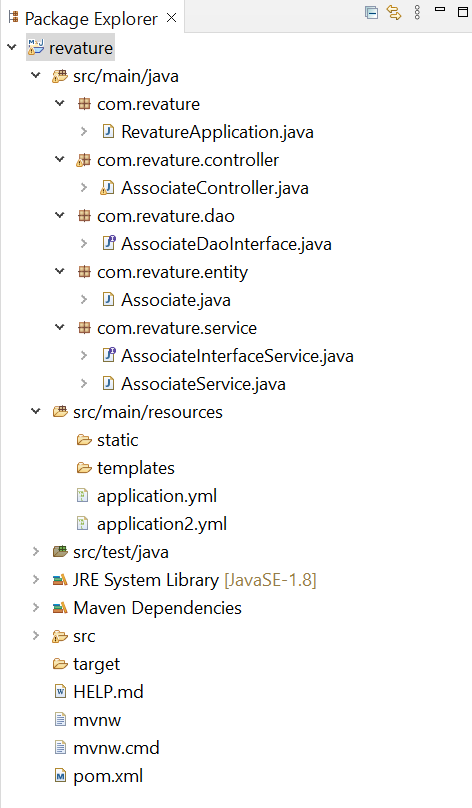 Package Explorer
revature
src/main/java
com.revature
RevatureApplication.java
com.revature.controller
AssociateController.java
com.revature.dao
AssociateDaoInterface.java
com.revature.entity
Associate.java
com.revature.service
AssociateInterfaceService.java
AssociateService.java
src/main/resources
static
templates
application.yml
application2.yml
src/test/java
JRE System Library [JavaSE-1.8]
Maven Dependencies
src
target
HELP.md
mvnw
mvnw.cmd
pom.xml